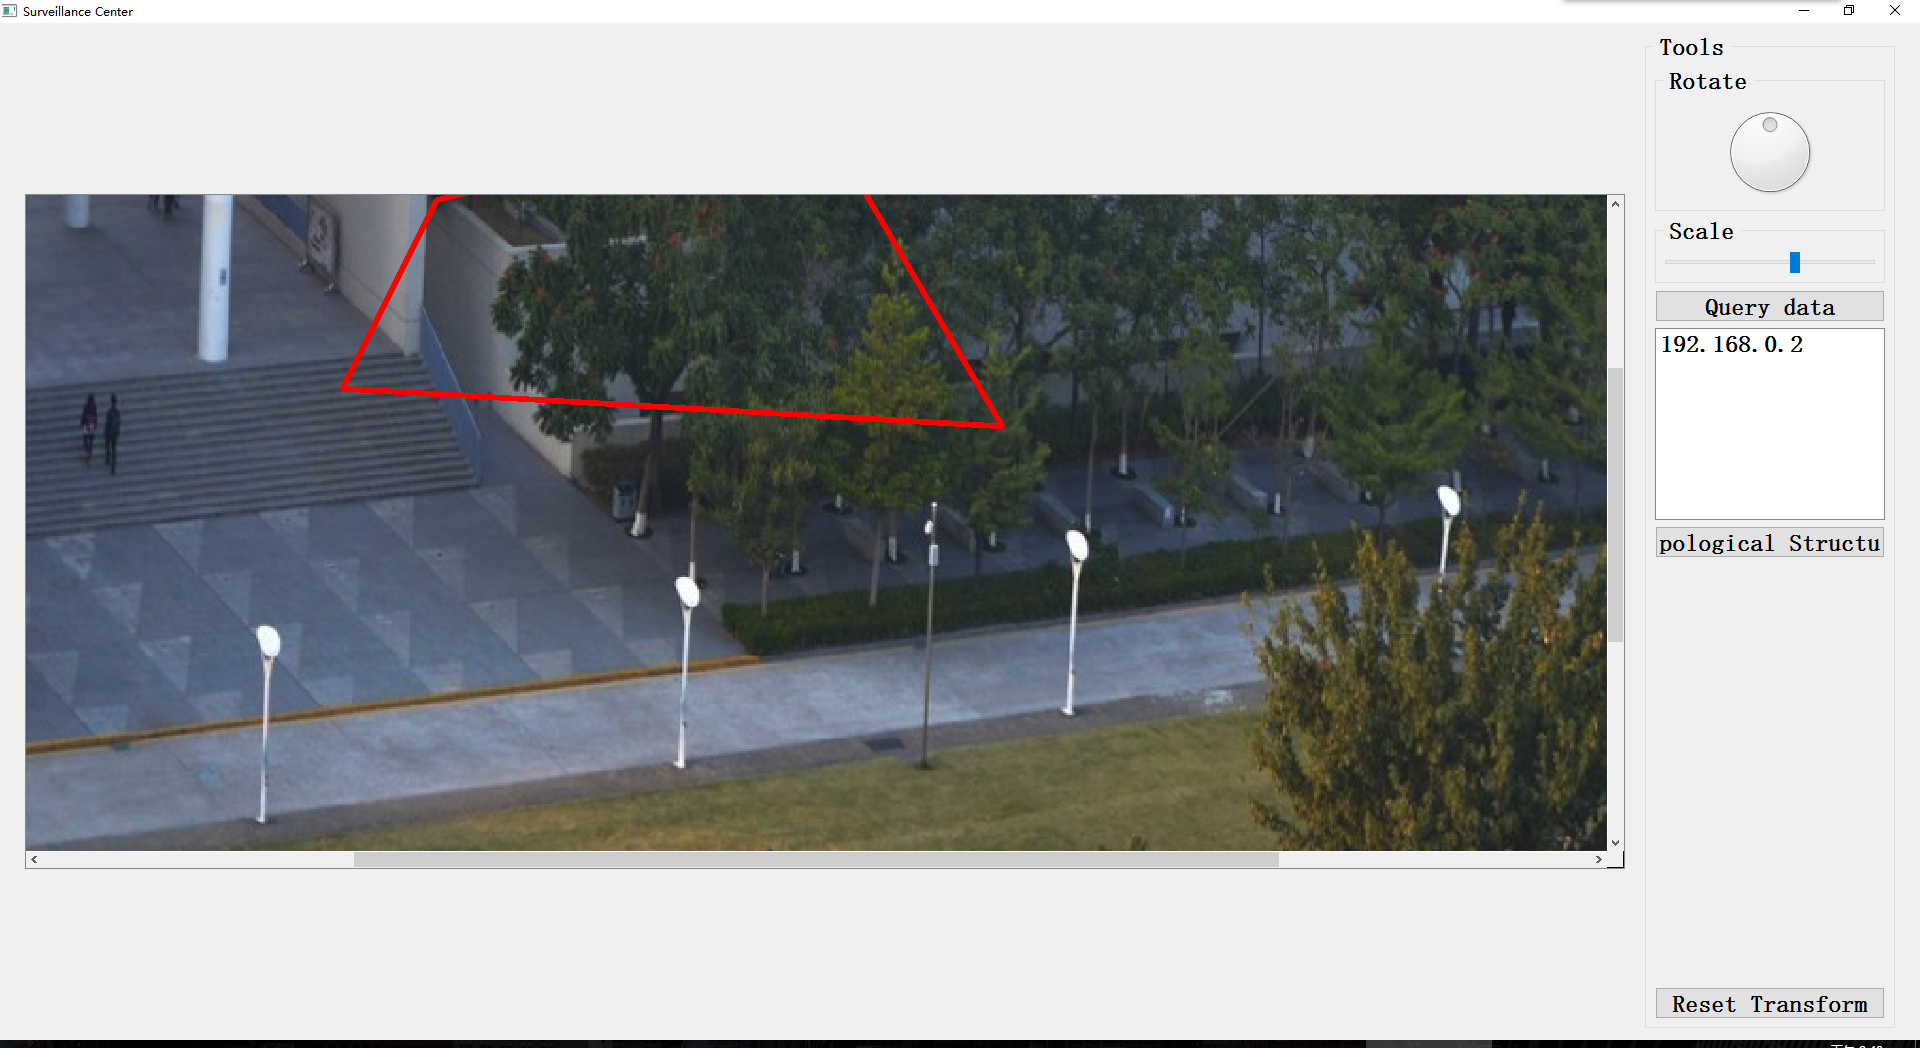 Surveillance Center
Tools
Rotate
Scale
Query data
192.168.0.2
pological Structu
Reset Transform